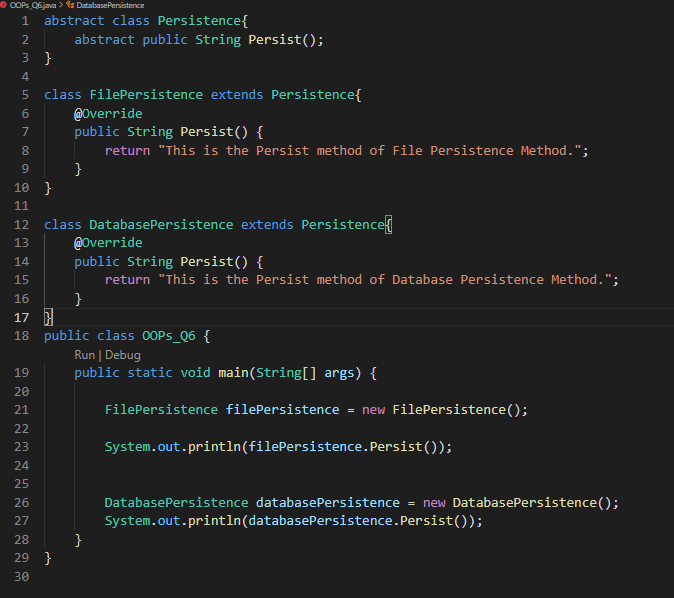 OOPs_Q6.java > DatabasePersistence
1 abstract class Persistence{
2     abstract public String Persist();
3 }
4
5 class FilePersistence extends Persistence{
6     @Override
7     public String Persist() {
8         return "This is the Persist method of File Persistence Method.";
9     }
10 }
11
12 class DatabasePersistence extends Persistence{
13     @Override
14     public String Persist() {
15         return "This is the Persist method of Database Persistence Method.";
16     }
17 }
18 public class OOPs_Q6 {
Run | Debug
19     public static void main(String[] args) {
20
21         FilePersistence filePersistence = new FilePersistence();
22
23         System.out.println(filePersistence.Persist());
24
25
26         DatabasePersistence databasePersistence = new DatabasePersistence();
27         System.out.println(databasePersistence.Persist());
28     }
29 }
30